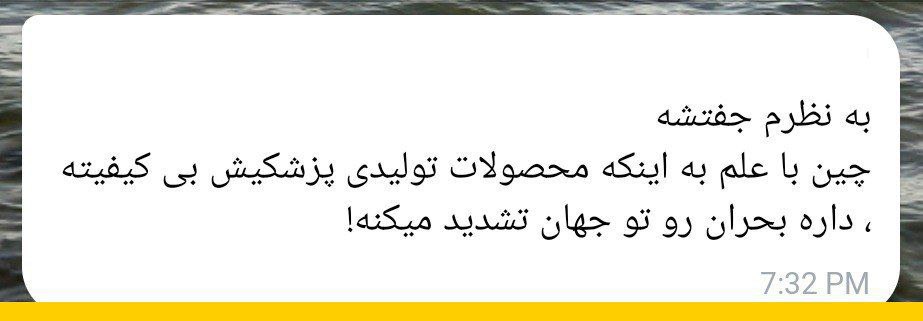 به نظرم جفتشه
چین با علم به اینکه محصولات تولیدی پزشکیش بی کیفیته
، داره بحران رو تو جهان تشدید میکنه!
7:32 PM